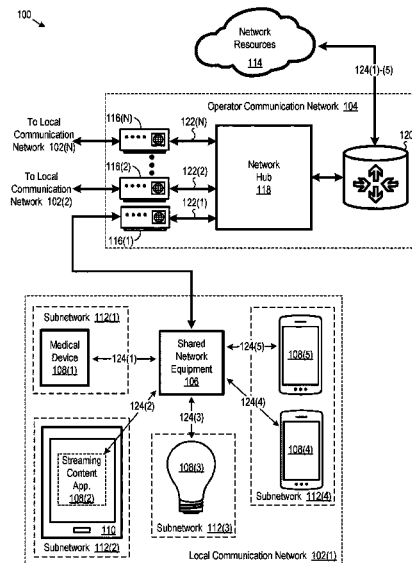 100
Network
Resources
114
124(1)-(5)
Operator Communication Network 104
120
To Local
Communication
Network 102(N)
116(N)
122(N)
116(2)
Network
Hub
118
To Local
Communication
Network 102(2)
122(2)
122(1)
116(1)
Subnetwork 112(1)
Medical
Device
108(1)
124(1)
Shared
Network
Equipment
106
124(5)
108(5)
124(2)
124(3)
124(4)
Streaming
Content
App.
108(2)
108(3)
108(4)
110
Subnetwork
112(2)
Subnetwork 112(3)
Subnetwork 112(4)
Local Communication Network 102(1)